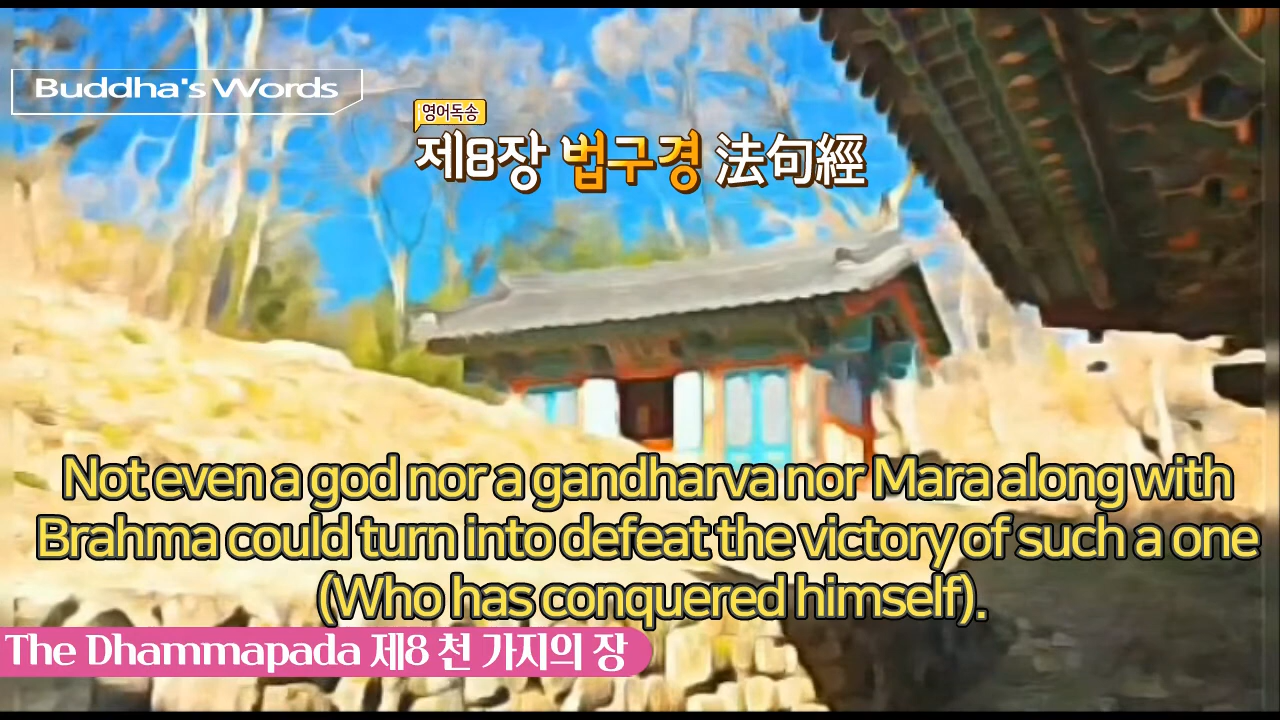 Buddha's Words
영어독송
제8장 법구경 法句經
Not even a god nor a gandharva nor Mara along with
Brahma could turn into defeat the victory of such a one
(Who has conquered himself).
The Dhammapada 제8 천 가지의 장